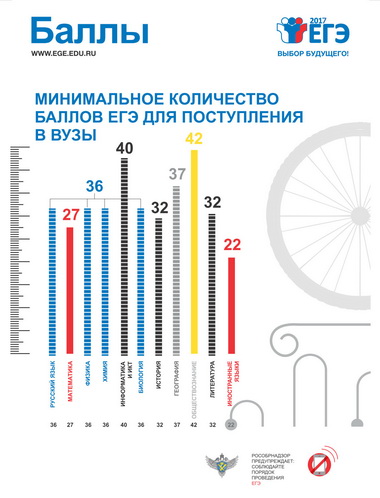 Баллы
WWW.EGE.EDU.RU
2017
ЕГЭ
ВЫБОР БУДУЩЕГО!
МИНИМАЛЬНОЕ КОЛИЧЕСТВО
БАЛЛОВ ЕГЭ ДЛЯ ПОСТУПЛЕНИЯ
В ВУЗЫ
36
27
40
32
37
42
32
22
РУССКИЙ ЯЗЫК
МАТЕМАТИКА
ФИЗИКА
ХИМИЯ
ИНФОРМАТИКА
И ИКТ
БИОЛОГИЯ
ИСТОРИЯ
ГЕОГРАФИЯ
ОБЩЕСТВОЗНАНИЕ
ЛИТЕРАТУРА
ИНОСТРАННЫЕ
ЯЗЫКИ
36 27 36 36 40 36 32 37 42 32 22
РОСОБРНАДЗОР
ПРЕДУПРЕЖДАЕТ:
СОБЛЮДАЙТЕ
ПОРЯДОК
ПРОВЕДЕНИЯ
ЕГЭ